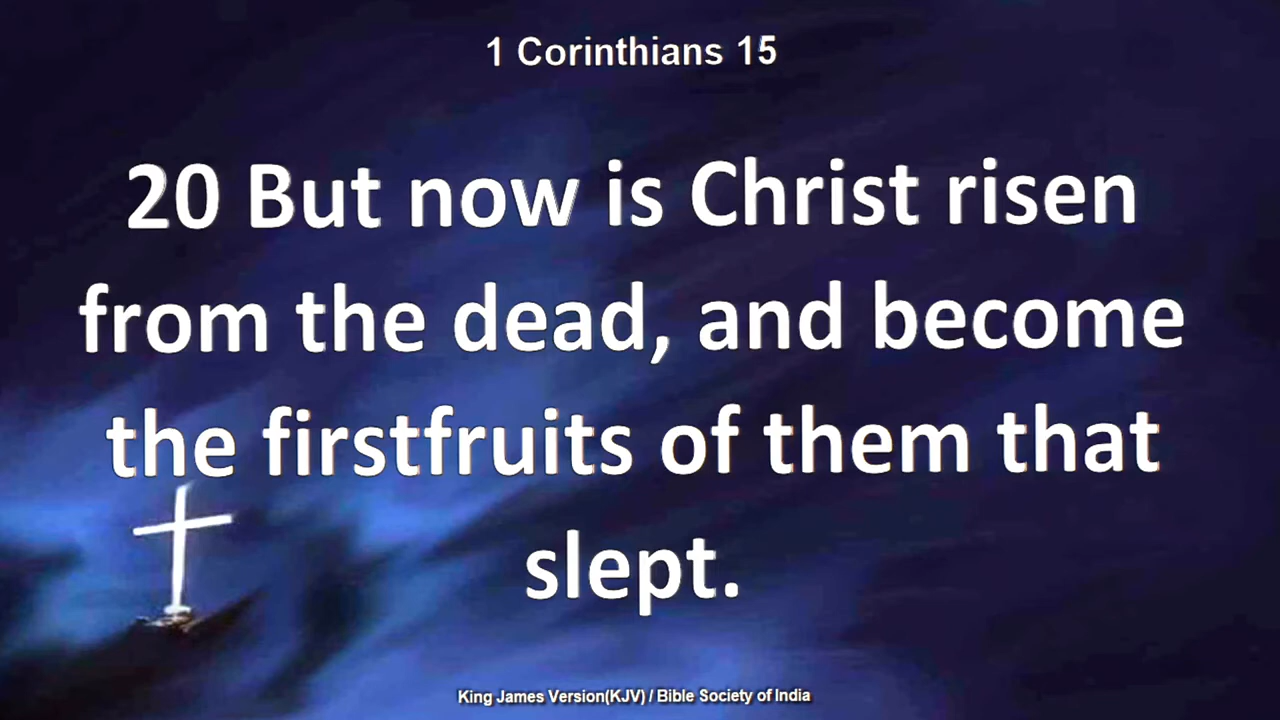 1 Corinthians 15
20 But now is Christ risen
from the dead, and become
the firstfruits of them that
slept.
King James Version(KJV) / Bible Society of India